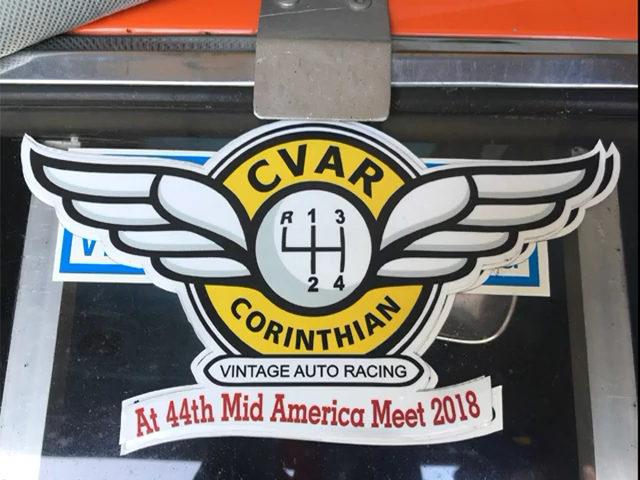 CVAR
R 1 3
2 4
CORINTHIAN
VINTAGE AUTO RACING
At 44th Mid America Meet 2018